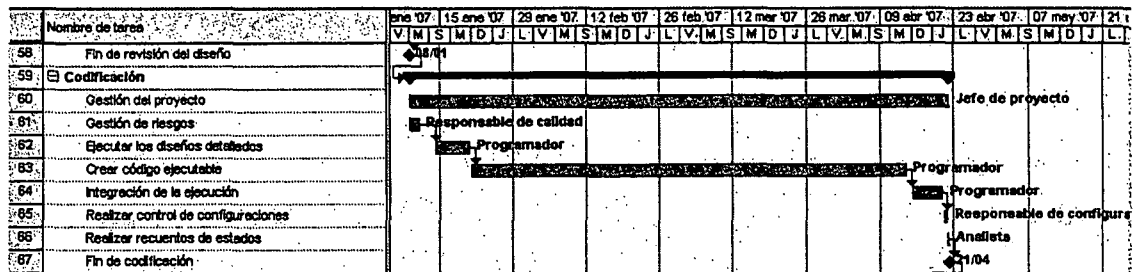 Nombre de tarea
ene '07 15 ene '07 29 ene '07 12 feb '07 26 feb '07 12 mar '07 26 mar '07 09 abr '07 23 abr '07 07 may '07 21
V M S M D J L V M S M D J L V M S M D J L V M S M D J L V M S M D J L
58 Fin de revisión del diseño 18/01
59 Codificación
60 Gestión del proyecto Jefe de proyecto
61 Gestión de riesgos Responsable de calidad
62 Ejecutar los diseños detallados Programador
63 Crear código ejecutable Programador
64 Integración de la ejecución Programador
65 Realizar control de configuraciones Responsable de configura
66 Realizar recuentos de estados Analista
67 Fin de codificación 21/04